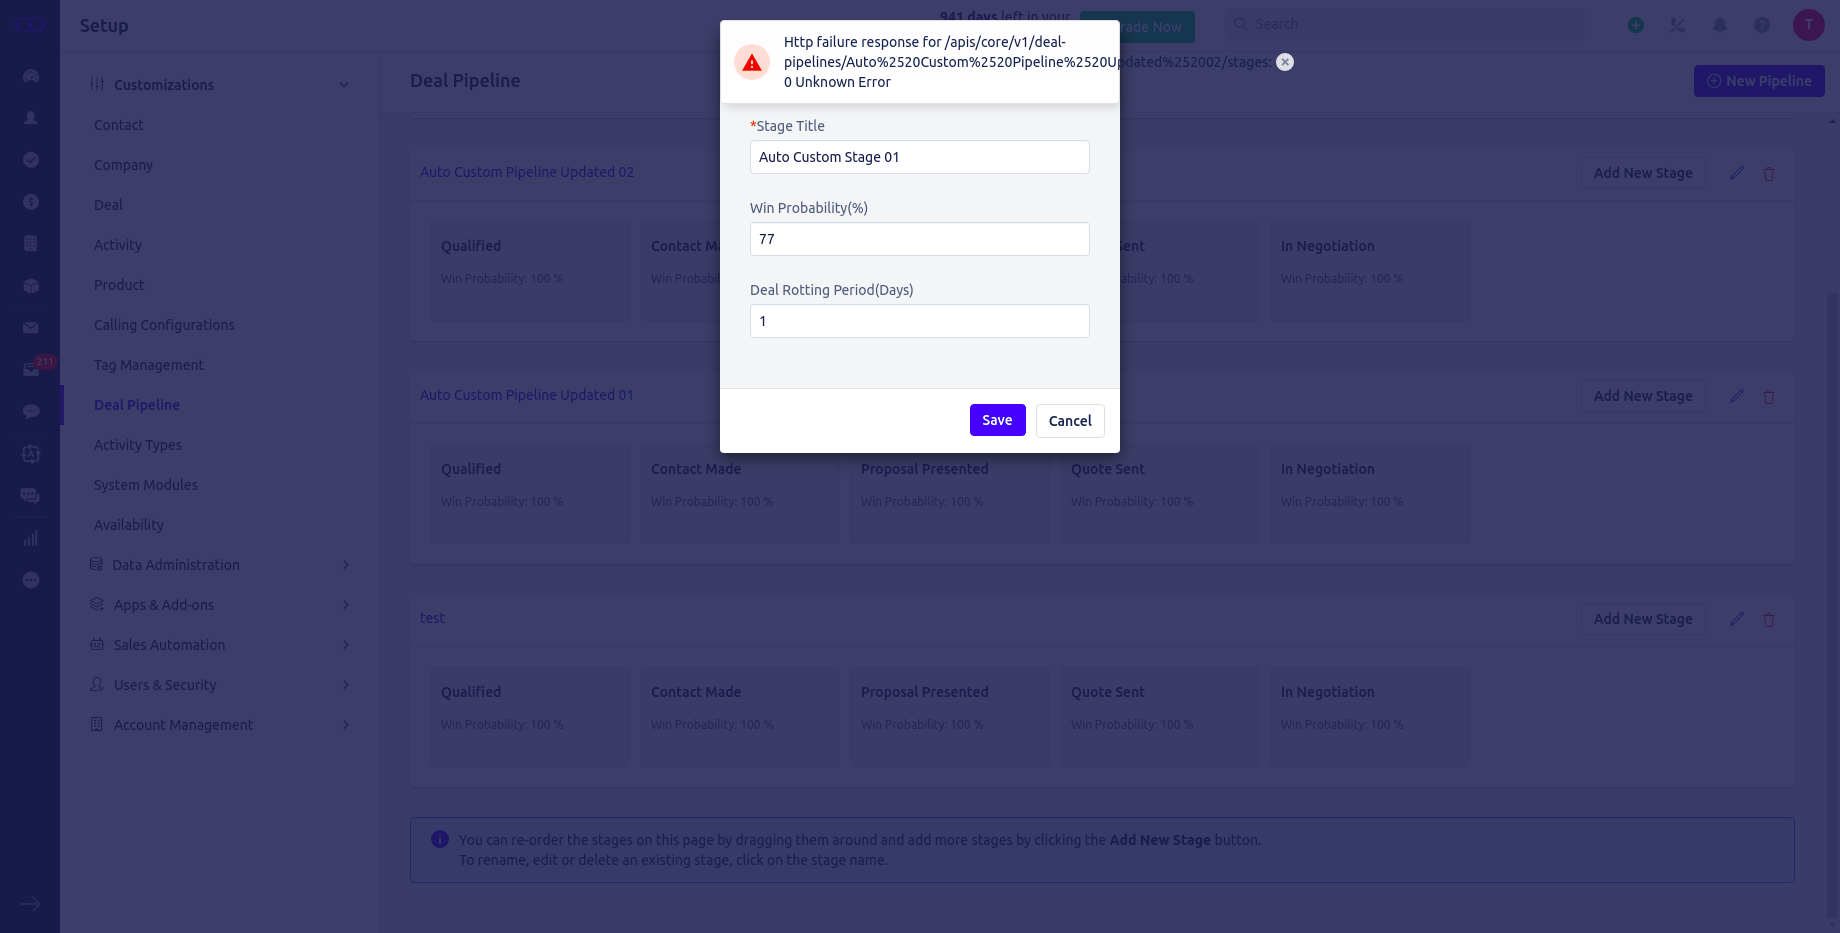 Setup
941 days left in your
rade Now
Search
T
Http failure response for /apis/core/v1/deal-
pipelines/Auto%2520Custom%2520Pipeline%2520Updated%252002/stages:
0 Unknown Error
Customizations
Contact
Company
Deal
Activity
Product
Calling Configurations
Tag Management
Deal Pipeline
Activity Types
System Modules
Availability
Data Administration
Apps & Add-ons
Sales Automation
Users & Security
Account Management
211
Deal Pipeline
New Pipeline
*Stage Title
Auto Custom Stage 01
Win Probability(%)
77
Deal Rotting Period(Days)
1
Save
Cancel
Auto Custom Pipeline Updated 02
Add New Stage
Qualified
Win Probability: 100 %
Contact Ma
Win Probabil
Sent
ability: 100 %
In Negotiation
Win Probability: 100 %
Auto Custom Pipeline Updated 01
Add New Stage
Qualified
Win Probability: 100 %
Contact Made
Win Probability: 100 %
Proposal Presented
Win Probability: 100 %
Quote Sent
Win Probability: 100 %
In Negotiation
Win Probability: 100 %
test
Add New Stage
Qualified
Win Probability: 100 %
Contact Made
Win Probability: 100 %
Proposal Presented
Win Probability: 100 %
Quote Sent
Win Probability: 100 %
In Negotiation
Win Probability: 100 %
You can re-order the stages on this page by dragging them around and add more stages by clicking the Add New Stage button.
To rename, edit or delete an existing stage, click on the stage name.